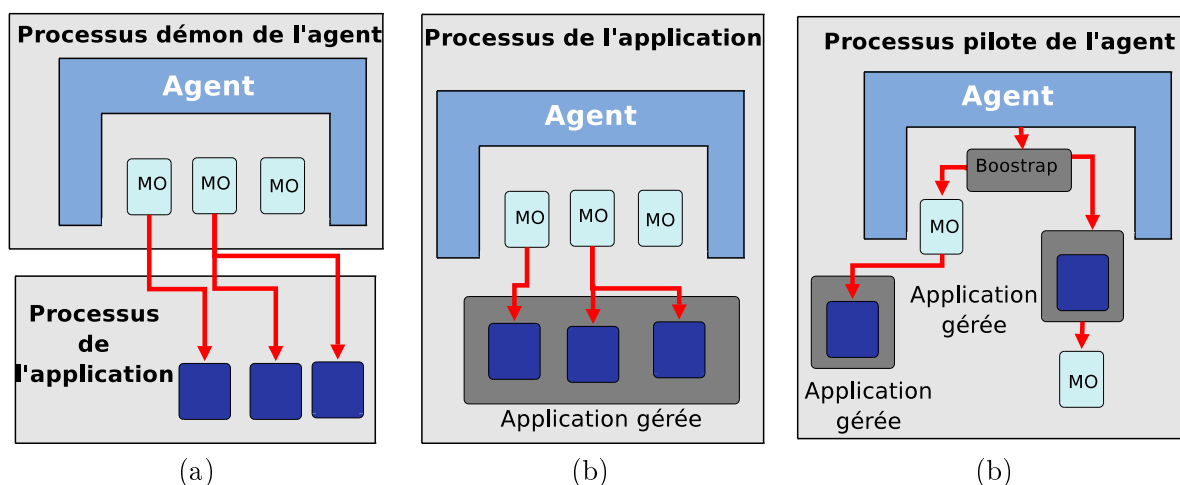 Processus démon de l'agent
Agent
MO
MO
MO
Processus
de
l'application
(a)
Processus de l'application
Agent
MO
MO
MO
Application gérée
(b)
Processus pilote de l'agent
Agent
Boostrap
MO
Application
gérée
Application
gérée
MO
(b)